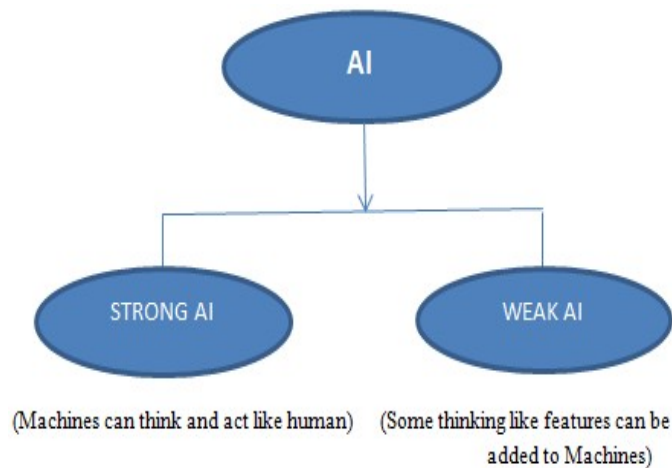 AI
STRONG AI
WEAK AI
(Machines can think and act like human)
(Some thinking like features can be
added to Machines)